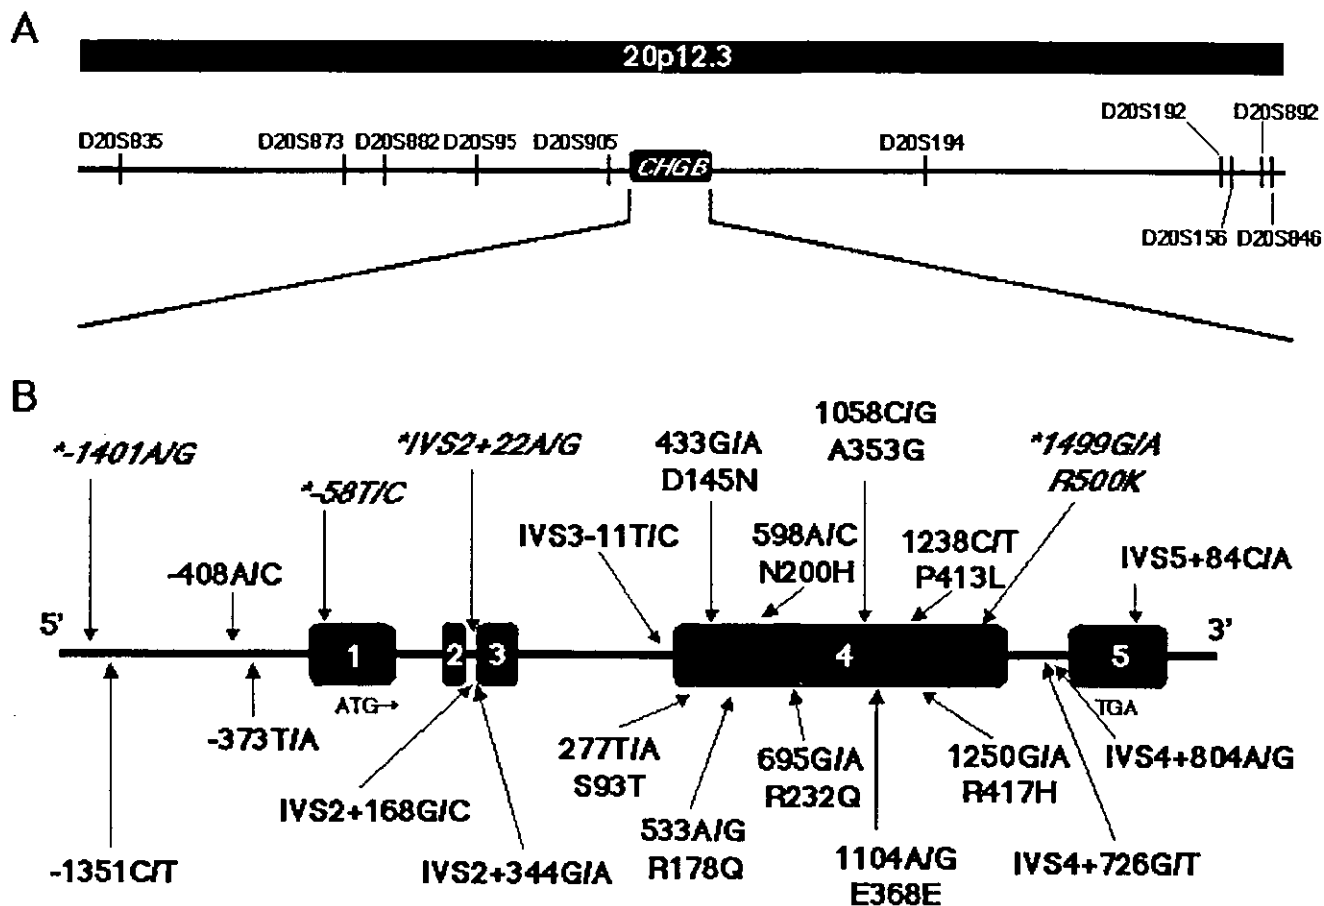 A
20p12.3
D20S192 D20S892
D20S835 D20S873 D20S882 D20S95 D20S905 CHGB D20S194
D20S156 D20S846
B
*-1401A/G
*IVS2+22A/G
433G/A
D145N
1058C/G
A353G
*1499G/A
R500K
*-58T/C
IVS3-11T/C
598A/C
N200H
1238C/T
P413L
IVS5+84C/A
-408A/C
5’ 3’
1 2 3 4 5
ATG→ TGA
-373T/A
277T/A
S93T
695G/A
R232Q
1250G/A
R417H
IVS4+804A/G
IVS2+168G/C
533A/G
R178Q
1104A/G
E368E
IVS4+726G/T
-1351C/T
IVS2+344G/A